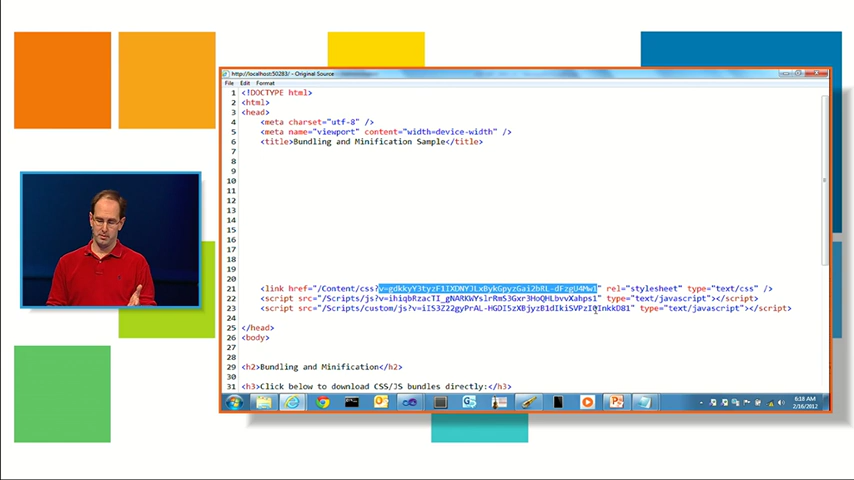 http://localhost:50283/ - Original Source
File Edit Format
1 <!DOCTYPE html>
2 <html>
3 <head>
4 <meta charset="utf-8" />
5 <meta name="viewport" content="width=device-width" />
6 <title>Bundling and Minification Sample</title>
7
8
9
10
11
12
13
14
15
16
17
18
19
20
21 <link href="/Content/css? rel="stylesheet" type="text/css" />
22 <script src="/Scripts/js? type="text/javascript"></script>
23 <script src="/Scripts/custom/js? type="text/javascript"></script>
24
25 </head>
26 <body>
27
28
29 <h2>Bundling and Minification</h2>
30
31 <h3>Click below to download CSS/JS bundles directly:</h3>
6:18 AM
2/16/2012